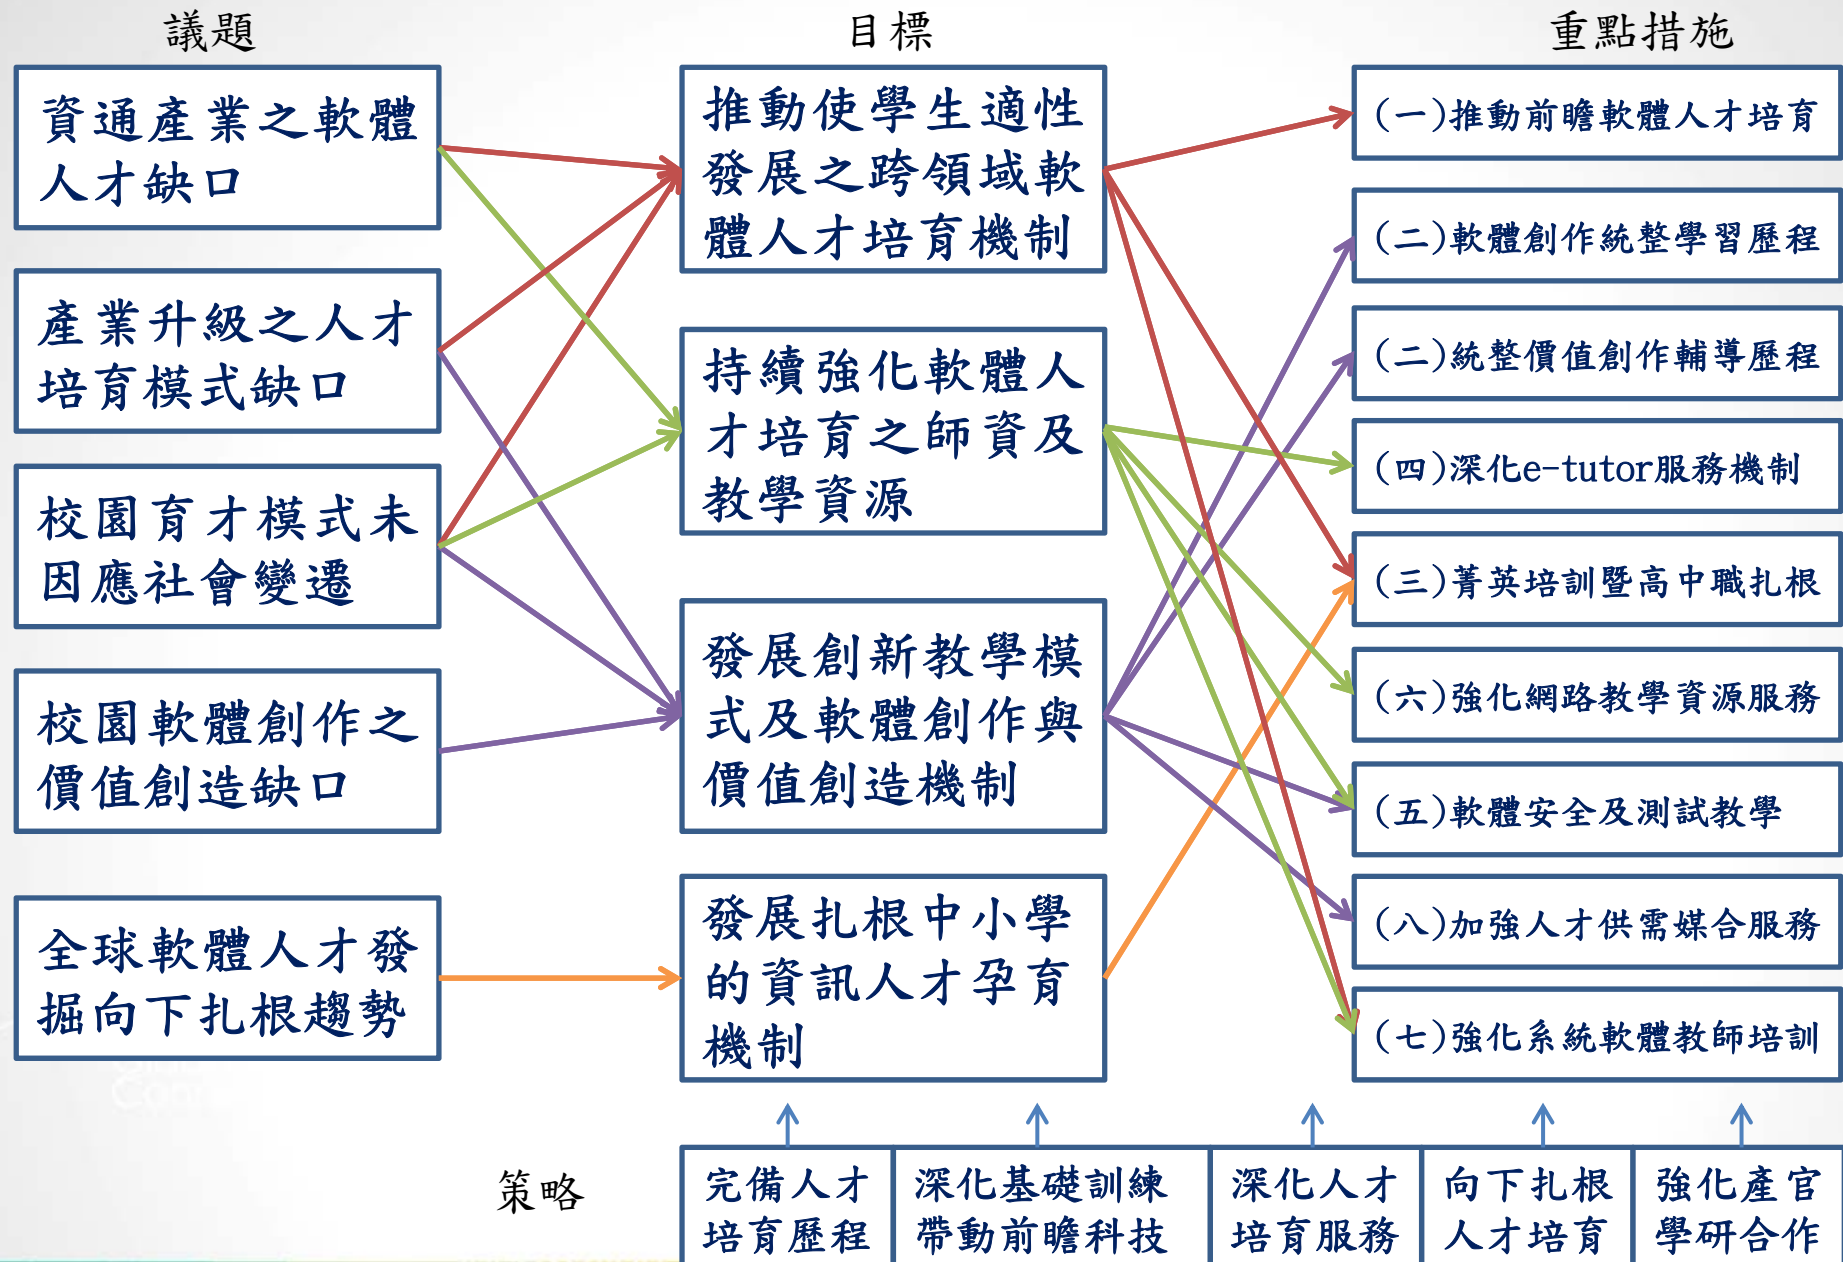 議題
資通產業之軟體
人才缺口
產業升級之人才
培育模式缺口
校園育才模式未
因應社會變遷
校園軟體創作之
價值創造缺口
全球軟體人才發
掘向下扎根趨勢
目標
推動使學生適性
發展之跨領域軟
體人才培育機制
持續強化軟體人
才培育之師資及
教學資源
發展創新教學模
式及軟體創作與
價值創造機制
發展扎根中小學
的資訊人才孕育
機制
重點措施
(一)推動前瞻軟體人才培育
(二)軟體創作統整學習歷程
(二)統整價值創作輔導歷程
(四)深化e-tutor服務機制
(三)菁英培訓暨高中職扎根
(六)強化網路教學資源服務
(五)軟體安全及測試教學
(八)加強人才供需媒合服務
(七)強化系統軟體教師培訓
策略
完備人才
培育歷程
深化基礎訓練
帶動前瞻科技
深化人才
培育服務
向下扎根
人才培育
強化產官
學研合作